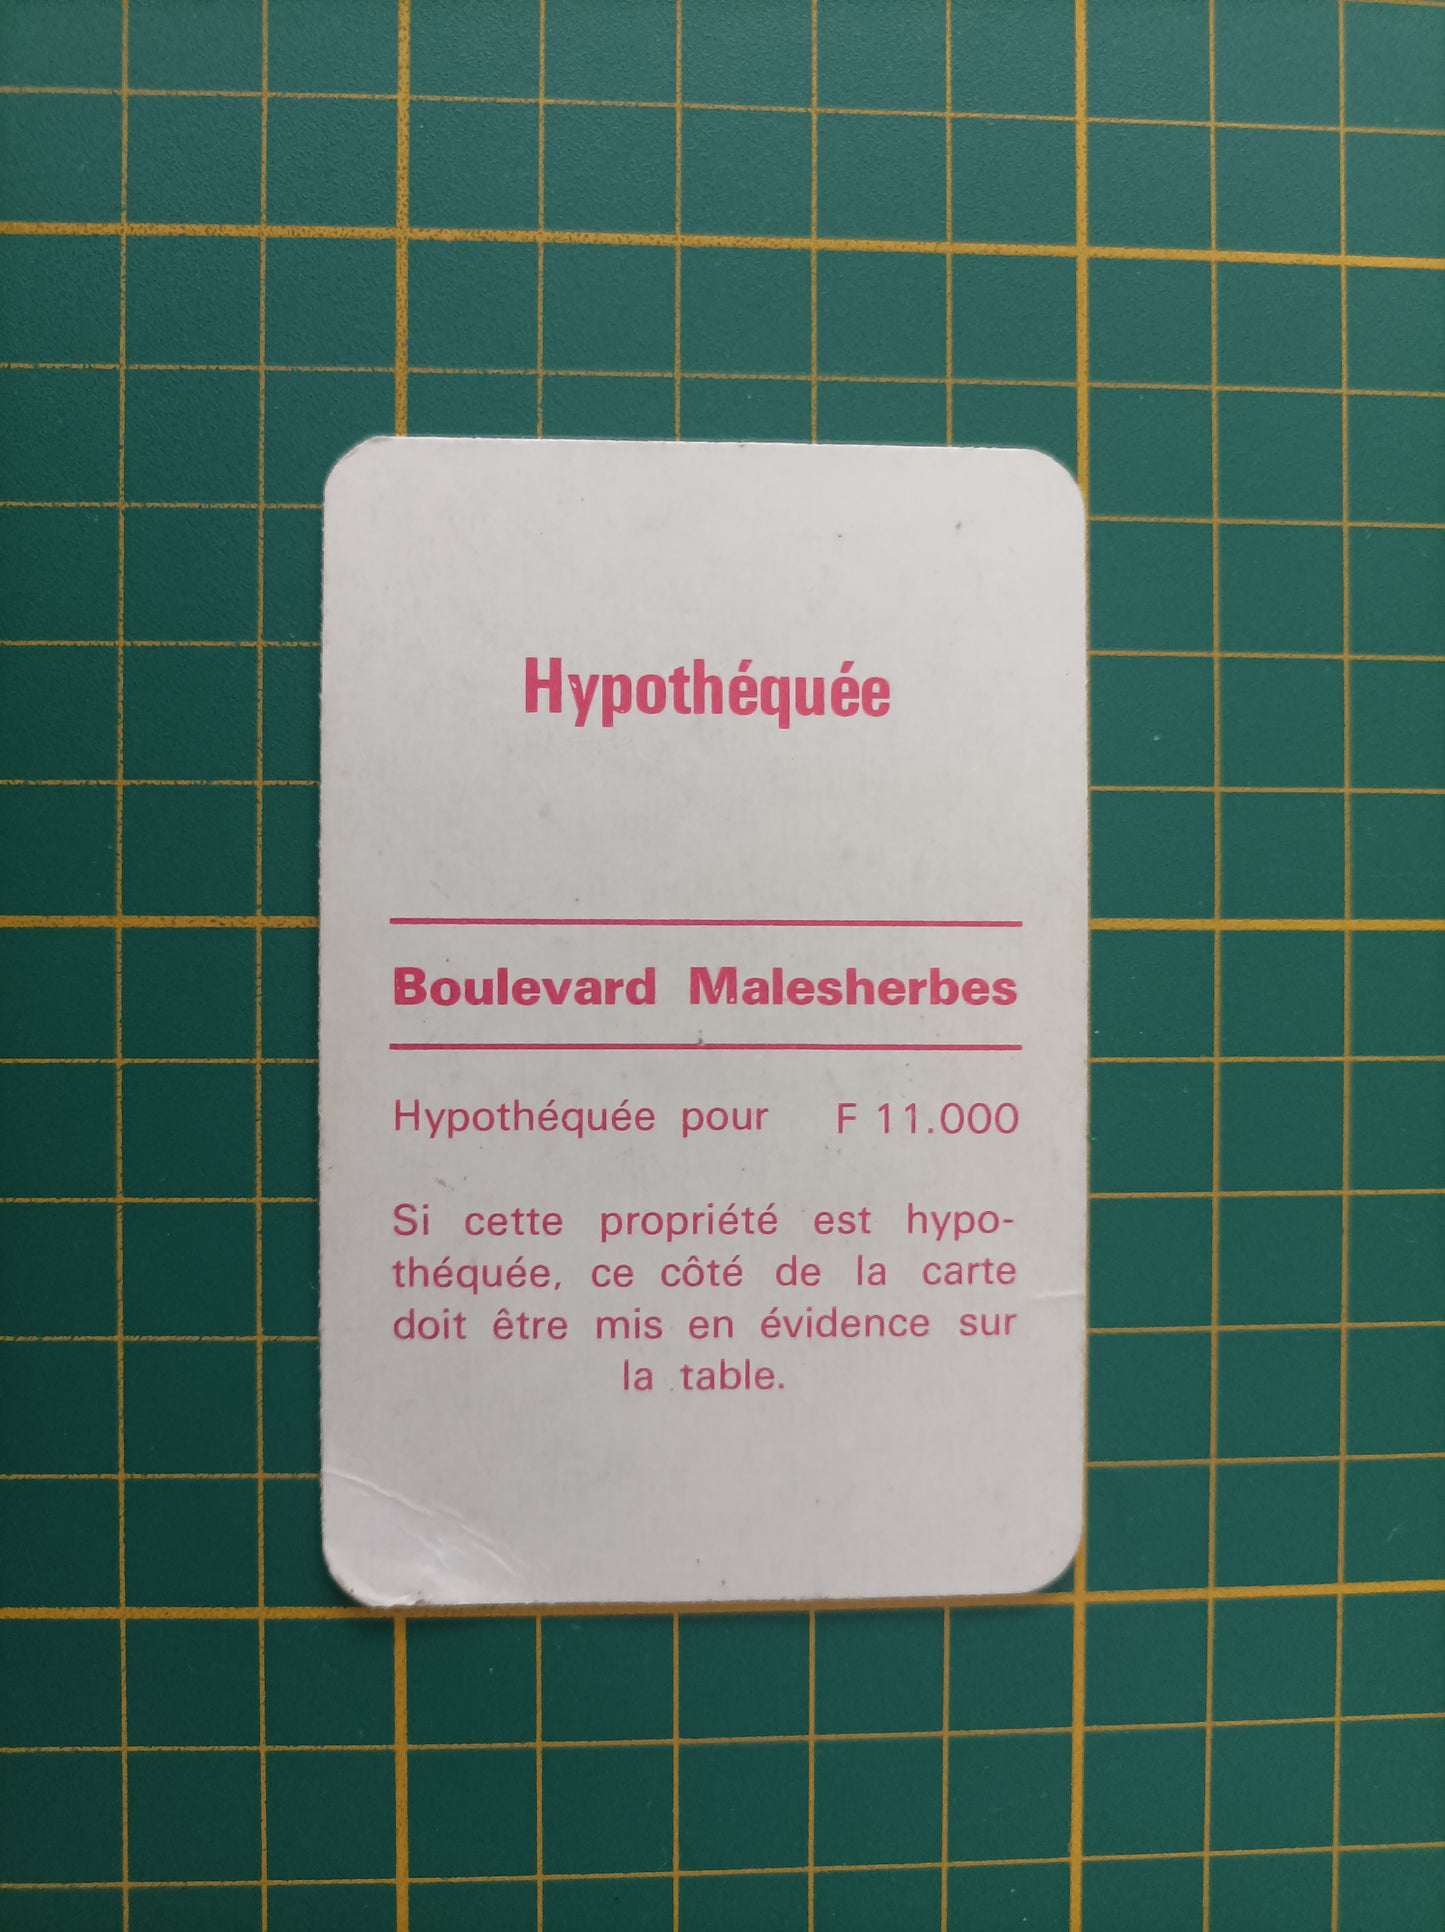 Hypothéquée
Boulevard Malesherbes
Hypothéquée pour F 11.000
Si cette propriété est hypo-
théquée, ce côté de la carte
doit être mis en évidence sur
la table.